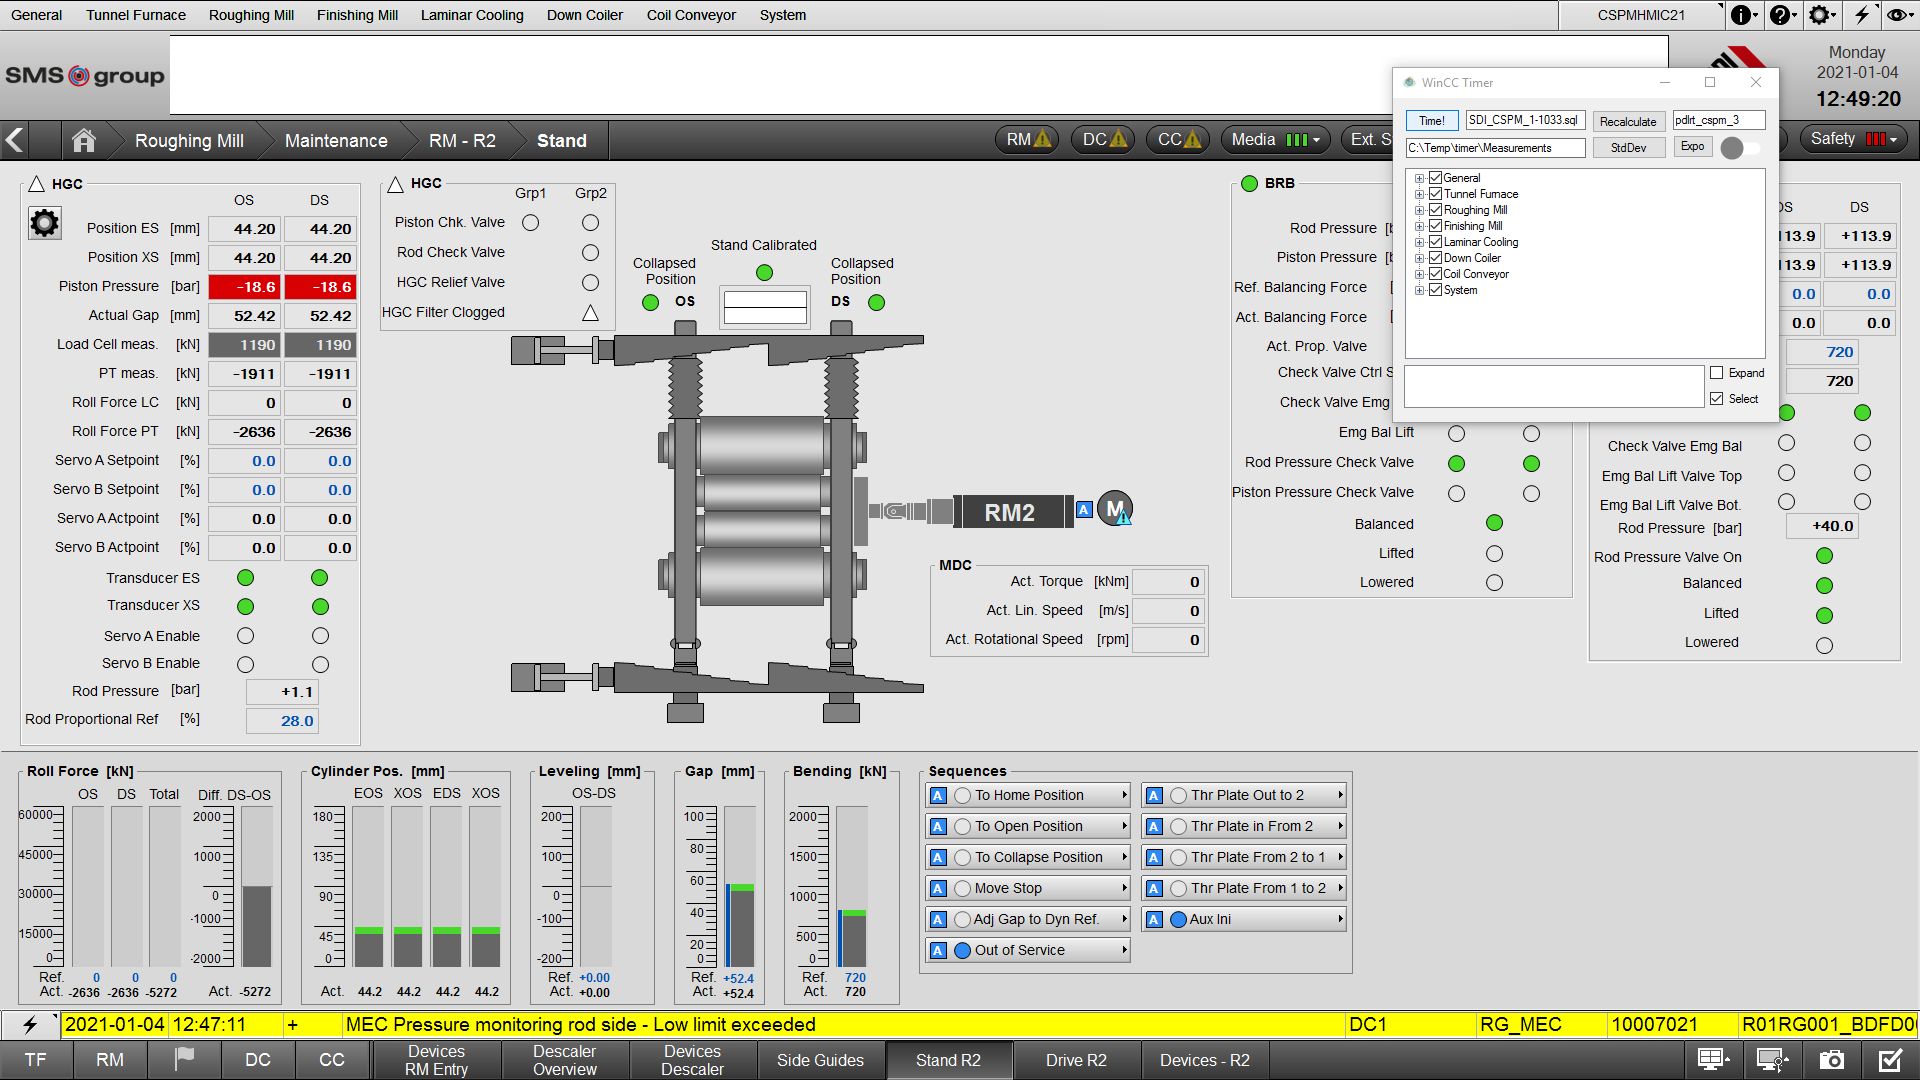 General Tunnel Furnace Roughing Mill Finishing Mill Laminar Cooling Down Coiler Coil Conveyor System CSPMHMIC21
SMS group
Monday
2021-01-04
12:49:20
Roughing Mill Maintenance RM - R2 Stand RM DC CC Media Ext. S Safety
WinCC Timer
Time! SDI_CSPM_1-1033.sql Recalculate pdlrt_cspm_3
C:\Temp\timer\Measurements StdDev Expo
General
Tunnel Furnace
Roughing Mill
Finishing Mill
Laminar Cooling
Down Coiler
Coil Conveyor
System
Expand
Select
HGC
OS DS
Position ES [mm] 44.20 44.20
Position XS [mm] 44.20 44.20
Piston Pressure [bar] -18.6 -18.6
Actual Gap [mm] 52.42 52.42
Load Cell meas. [kN] 1190 1190
PT meas. [kN] -1911 -1911
Roll Force LC [kN] 0 0
Roll Force PT [kN] -2636 -2636
Servo A Setpoint [%] 0.0 0.0
Servo B Setpoint [%] 0.0 0.0
Servo A Actpoint [%] 0.0 0.0
Servo B Actpoint [%] 0.0 0.0
Transducer ES
Transducer XS
Servo A Enable
Servo B Enable
Rod Pressure [bar] +1.1
Rod Proportional Ref [%] 28.0
HGC
Grp1 Grp2
Piston Chk. Valve
Rod Check Valve
HGC Relief Valve
HGC Filter Clogged
Stand Calibrated
Collapsed Position OS
Collapsed Position DS
RM2 A M
MDC
Act. Torque [kNm] 0
Act. Lin. Speed [m/s] 0
Act. Rotational Speed [rpm] 0
BRB
Rod Pressure
Piston Pressure
Ref. Balancing Force
Act. Balancing Force
Act. Prop. Valve
Check Valve Ctrl
Check Valve Emg
Emg Bal Lift
Rod Pressure Check Valve
Piston Pressure Check Valve
Balanced
Lifted
Lowered
DS
113.9 +113.9
113.9 +113.9
0.0 0.0
0.0 0.0
720
720
Check Valve Emg Bal
Emg Bal Lift Valve Top
Emg Bal Lift Valve Bot.
Rod Pressure [bar] +40.0
Rod Pressure Valve On
Balanced
Lifted
Lowered
Roll Force [kN]
OS DS Total Diff. DS-OS
60000
45000
30000
15000
0
2000
1000
0
-1000
-2000
Ref. 0 0 0
Act. -2636 -2636 -5272 Act. -5272
Cylinder Pos. [mm]
EOS XOS EDS XOS
180
135
90
45
0
Act. 44.2 44.2 44.2 44.2
Leveling [mm]
OS-DS
200
100
0
-100
-200
Ref. +0.00
Act. +0.00
Gap [mm]
100
80
60
40
20
0
Ref. +52.4
Act. +52.4
Bending [kN]
2000
1500
1000
500
0
Ref. 720
Act. 720
Sequences
A To Home Position A Thr Plate Out to 2
A To Open Position A Thr Plate in From 2
A To Collapse Position A Thr Plate From 2 to 1
A Move Stop A Thr Plate From 1 to 2
A Adj Gap to Dyn Ref. A Aux Ini
A Out of Service
2021-01-04 12:47:11 + MEC Pressure monitoring rod side - Low limit exceeded DC1 RG_MEC 10007021
TF RM DC CC Devices RM Entry Descaler Overview Devices Descaler Side Guides Stand R2 Drive R2 Devices - R2